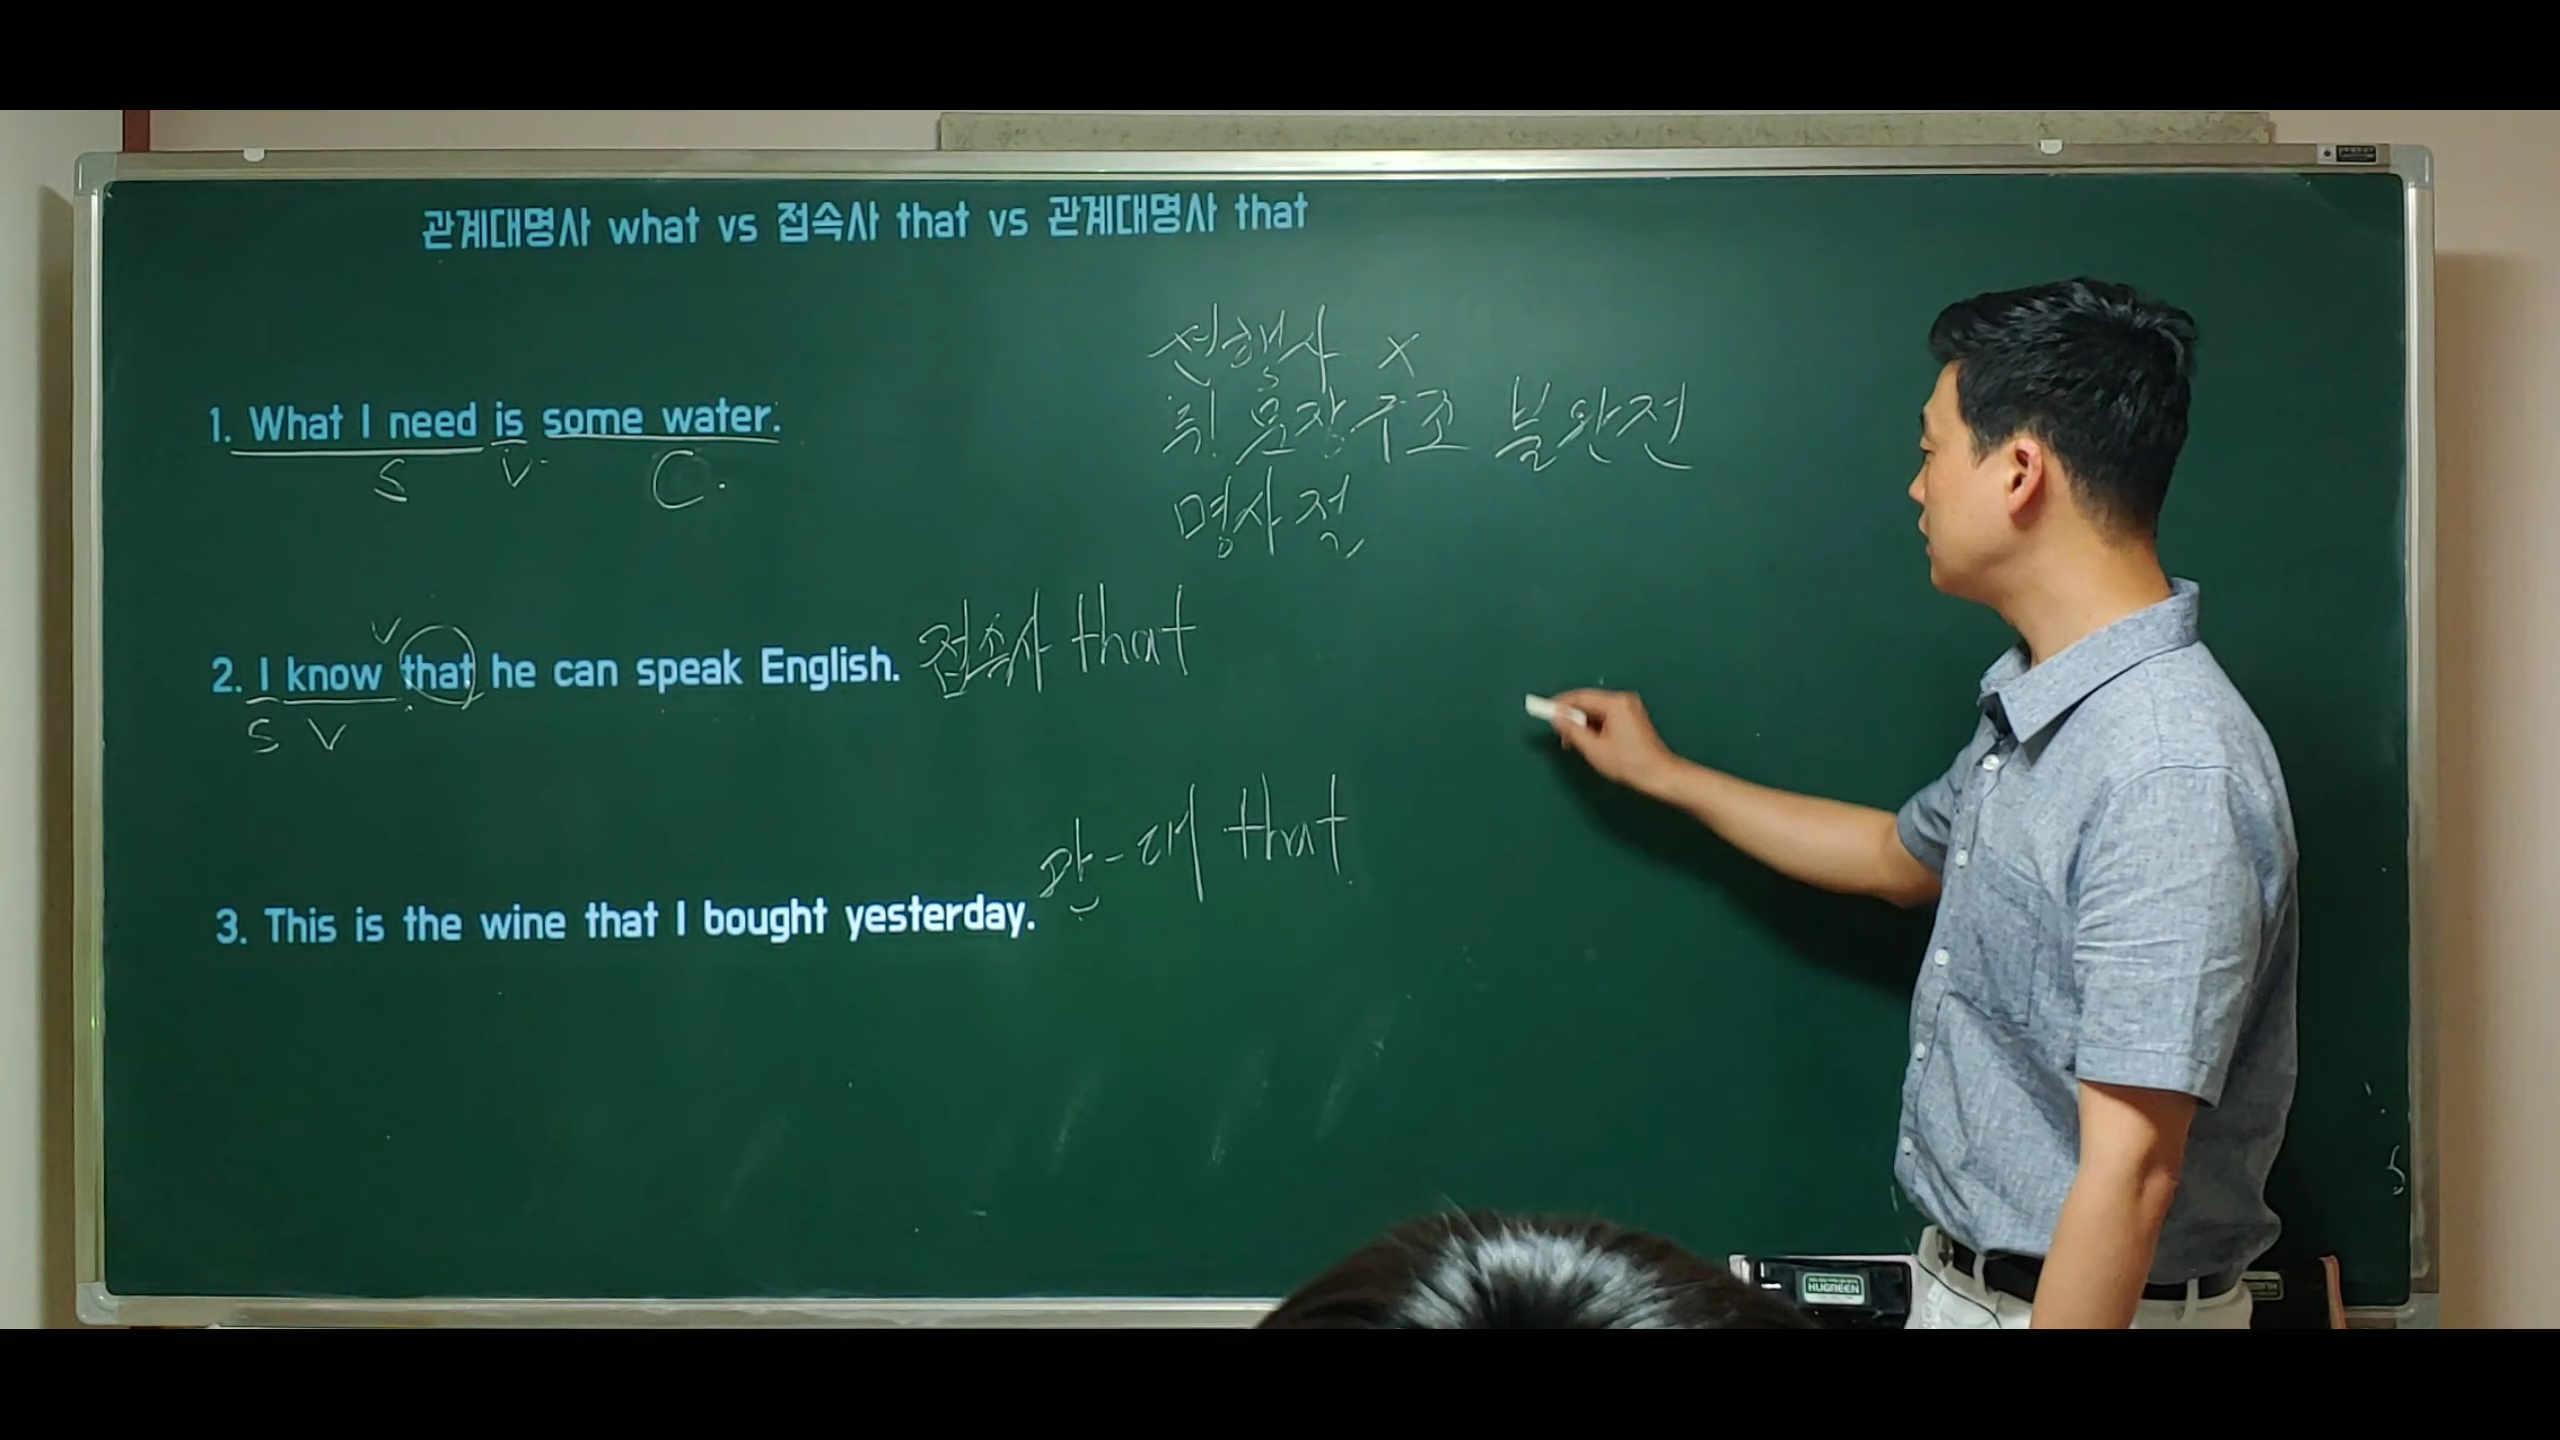 관계대명사 what vs 접속사 that vs 관계대명사 that
선행사 X
뒤 문장구조 불완전
명사절
1. What I need is some water.
S V C.
V
2. I know that he can speak English. 접속사 that
S V
관-대 that
3. This is the wine that I bought yesterday.
HUGREEN